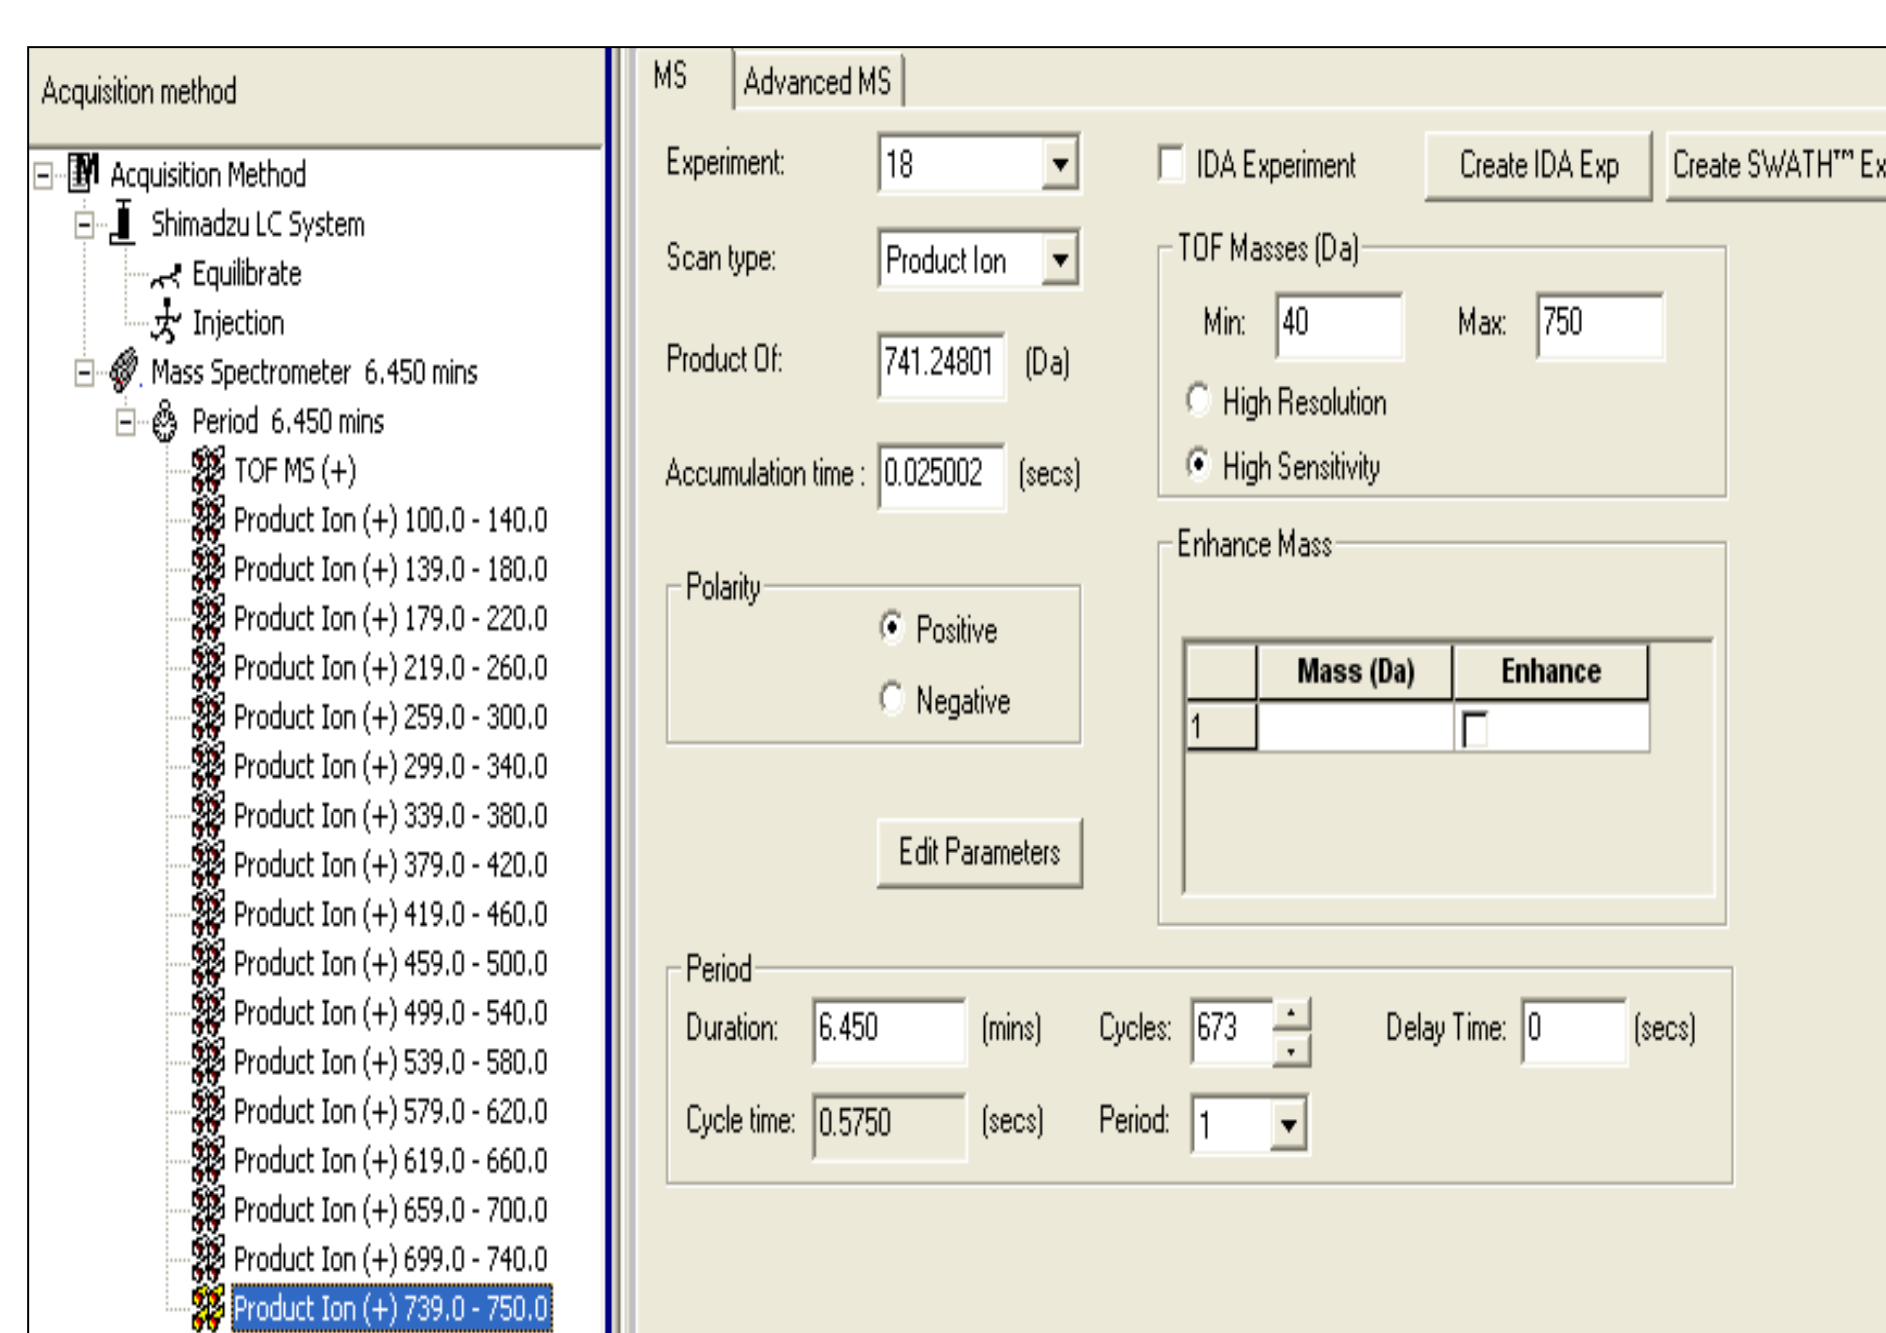 Acquisition method
Acquisition Method
Shimadzu LC System
Equilibrate
Injection
Mass Spectrometer 6.450 mins
Period 6.450 mins
TOF MS (+)
Product Ion (+) 100.0 - 140.0
Product Ion (+) 139.0 - 180.0
Product Ion (+) 179.0 - 220.0
Product Ion (+) 219.0 - 260.0
Product Ion (+) 259.0 - 300.0
Product Ion (+) 299.0 - 340.0
Product Ion (+) 339.0 - 380.0
Product Ion (+) 379.0 - 420.0
Product Ion (+) 419.0 - 460.0
Product Ion (+) 459.0 - 500.0
Product Ion (+) 499.0 - 540.0
Product Ion (+) 539.0 - 580.0
Product Ion (+) 579.0 - 620.0
Product Ion (+) 619.0 - 660.0
Product Ion (+) 659.0 - 700.0
Product Ion (+) 699.0 - 740.0
Product Ion (+) 739.0 - 750.0
MS Advanced MS
Experiment: 18 IDA Experiment Create IDA Exp Create SWATH™ Ex
Scan type: Product Ion
Product Of: 741.24801 (Da)
Accumulation time : 0.025002 (secs)
TOF Masses (Da)
Min: 40 Max: 750
High Resolution
High Sensitivity
Polarity
Positive
Negative
Edit Parameters
Enhance Mass
Mass (Da) Enhance
1
Period
Duration: 6.450 (mins) Cycles: 673 Delay Time: 0 (secs)
Cycle time: 0.5750 (secs) Period: 1